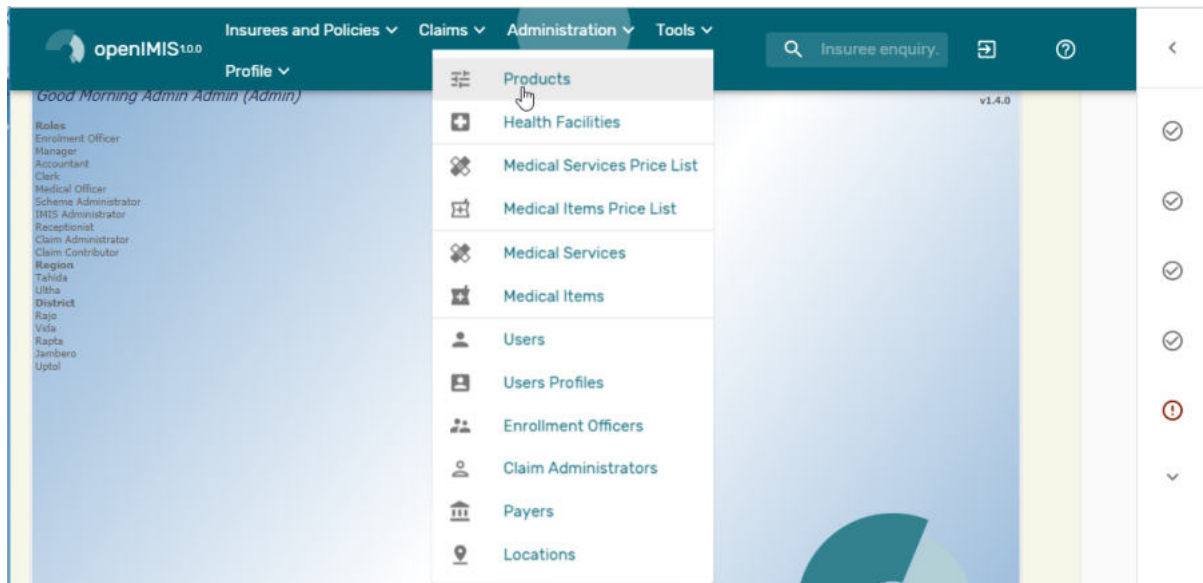 openIMIS 1.0.0
Insurees and Policies
Claims
Administration
Tools
Profile
Insuree enquiry.
Good Morning Admin Admin (Admin)
v1.4.0
Roles
Enrolment Officer
Manager
Accountant
Clerk
Medical Officer
Scheme Administrator
IMIS Administrator
Receptionist
Claim Administrator
Claim Contributor
Region
Tahida
Ultha
District
Rajo
Vida
Rapta
Jambero
Uptol
Products
Health Facilities
Medical Services Price List
Medical Items Price List
Medical Services
Medical Items
Users
Users Profiles
Enrollment Officers
Claim Administrators
Payers
Locations